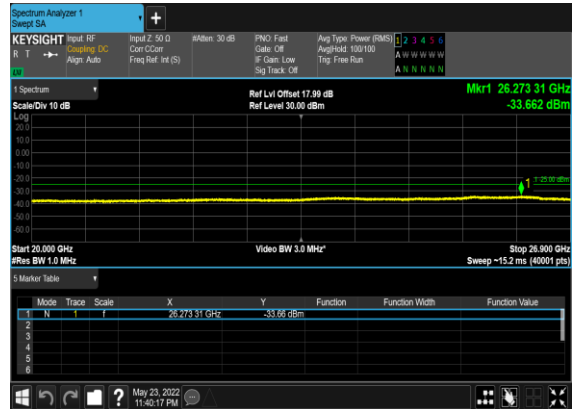 Spectrum Analyzer 1
Swept SA
KEYSIGHT Input: RF Input Z: 50 Ω #Atten: 30 dB PNO: Fast Avg Type: Power (RMS) 1 2 3 4 5 6
R T Coupling: DC Corr CCorr Gate: Off Avg|Hold: 100/100 A W W W W W
Align: Auto Freq Ref: Int (S) IF Gain: Low Trig: Free Run
Sig Track: Off A N N N N N
1 Spectrum Ref Lvl Offset 17.99 dB Mkr1 26.273 31 GHz
Scale/Div 10 dB Ref Level 30.00 dBm -33.662 dBm
Log
20.0
10.0
0.00
-10.0
-20.0
-30.0 1 -25.00 dBm
-40.0
-50.0
-60.0
Start 20.000 GHz Video BW 3.0 MHz* Stop 26.900 GHz
#Res BW 1.0 MHz Sweep ~15.2 ms (40001 pts)
5 Marker Table
Mode Trace Scale X Y Function Function Width Function Value
1 N 1 f 26.273 31 GHz -33.66 dBm
2
3
4
5
6
? May 23, 2022
11:40:17 PM